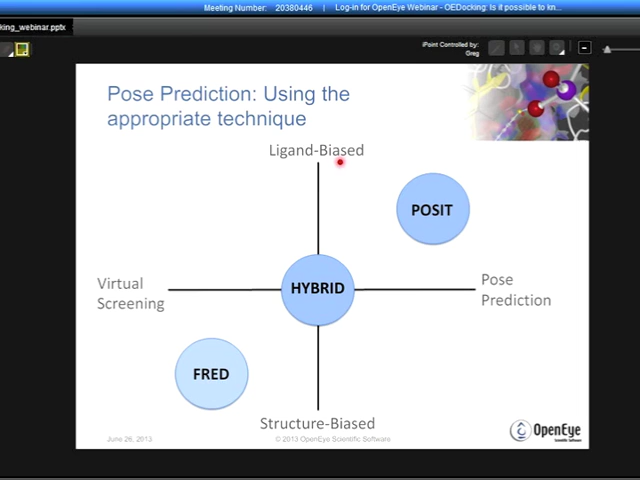 Meeting Number: 20380446 | Log-in for OpenEye Webinar - OEDocking: Is it possible to kn...
king_webinar.pptx
iPoint Controlled by:
Greg
Pose Prediction: Using the
appropriate technique
Ligand-Biased
POSIT
Virtual
Screening
HYBRID
Pose
Prediction
FRED
Structure-Biased
June 26, 2013
© 2013 OpenEye Scientific Software
OpenEye
Scientific Software